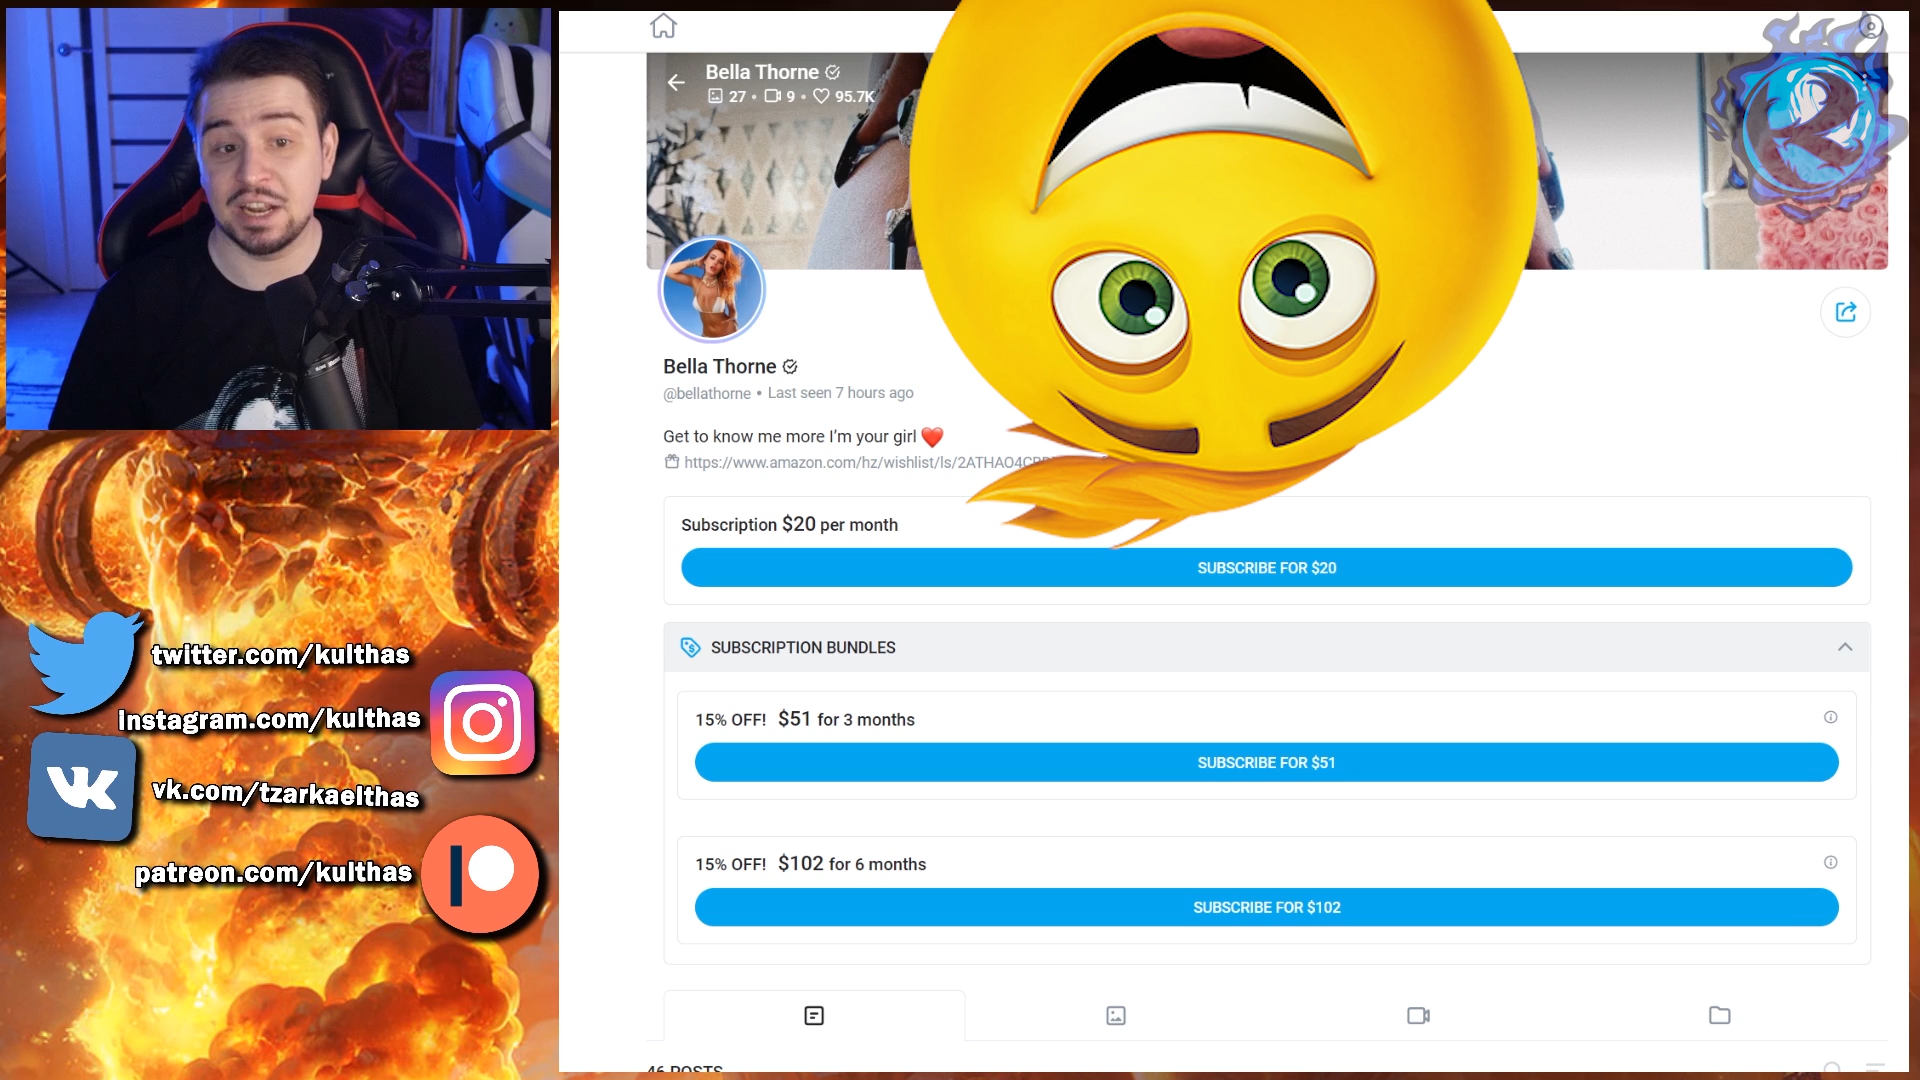 Bella Thorne
27 • 9 • 95.7K
Bella Thorne
@bellathorne • Last seen 7 hours ago
Get to know me more I'm your girl ❤️
https://www.amazon.com/hz/wishlist/ls/2ATHAO4C
Subscription $20 per month
SUBSCRIBE FOR $20
SUBSCRIPTION BUNDLES
15% OFF! $51 for 3 months
SUBSCRIBE FOR $51
15% OFF! $102 for 6 months
SUBSCRIBE FOR $102
46 POSTS
twitter.com/kulthas
instagram.com/kulthas
vk.com/tzarkaelthas
patreon.com/kulthas